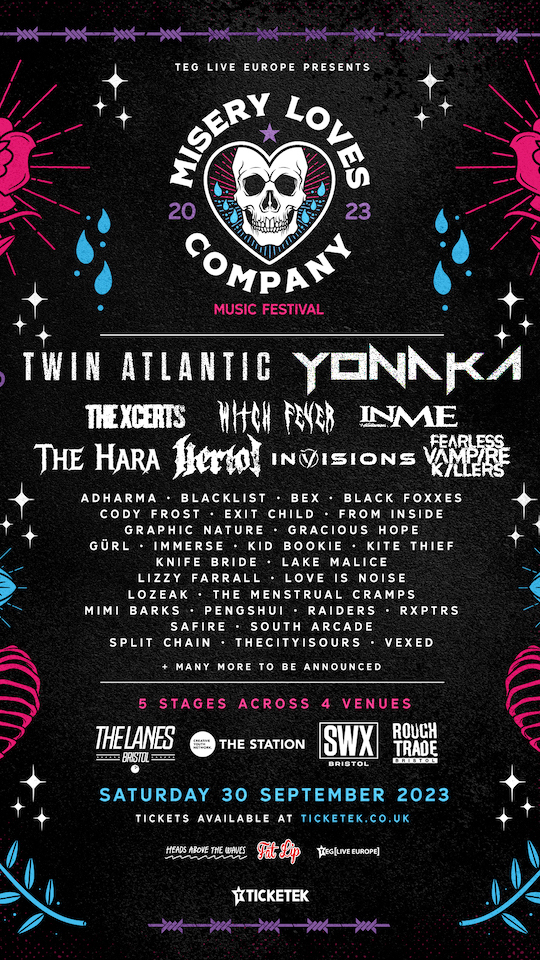 TEG LIVE EUROPE PRESENTS
MISERY LOVES
20 23
COMPANY
MUSIC FESTIVAL
TWIN ATLANTIC YONAKA
THE XCERTS WITCH FEVER INME
THE HARA Heriot INVISIONS FEARLESS VAMPIRE KILLERS
ADHARMA · BLACKLIST · BEX · BLACK FOXXES
CODY FROST · EXIT CHILD · FROM INSIDE
GRAPHIC NATURE · GRACIOUS HOPE
GÜRL · IMMERSE · KID BOOKIE · KITE THIEF
KNIFE BRIDE · LAKE MALICE
LIZZY FARRALL · LOVE IS NOISE
LOZEAK · THE MENSTRUAL CRAMPS
MIMI BARKS · PENGSHUI · RAIDERS · RXPTRS
SAFIRE · SOUTH ARCADE
SPLIT CHAIN · THECITYISOURS · VEXED
+ MANY MORE TO BE ANNOUNCED
5 STAGES ACROSS 4 VENUES
THE LANES BRISTOL CREATIVE YOUTH NETWORK THE STATION SWX BRISTOL ROUGH TRADE BRISTOL
SATURDAY 30 SEPTEMBER 2023
TICKETS AVAILABLE AT TICKETEK.CO.UK
HEADS ABOVE THE WAVES Fat Lip TEG[LIVE EUROPE]
TICKETEK